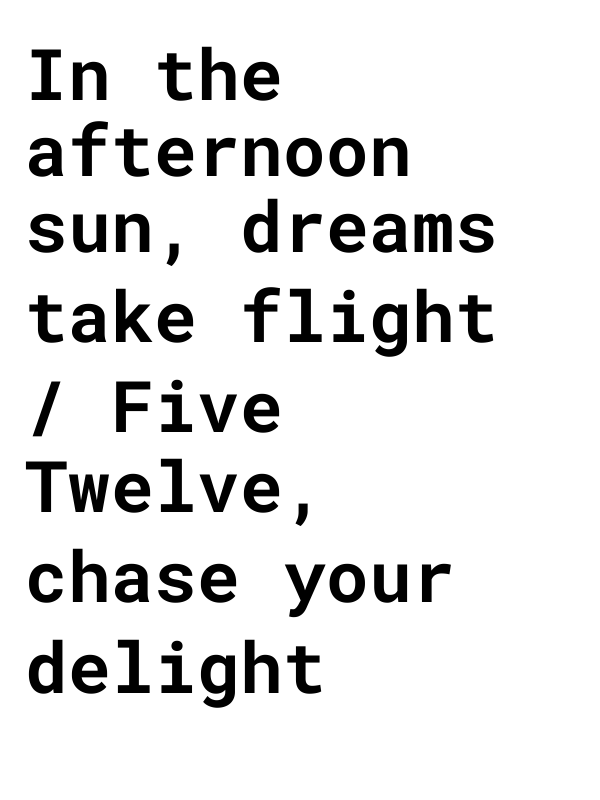 In the
afternoon
sun, dreams
take flight
/ Five
Twelve,
chase your
delight